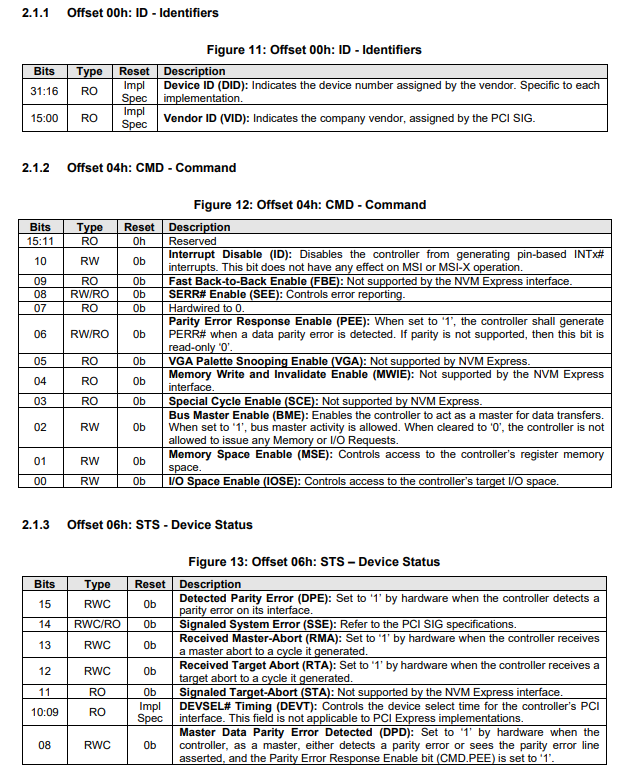 2.1.1 Offset 00h: ID - Identifiers
Figure 11: Offset 00h: ID - Identifiers
Bits Type Reset Description
31:16 RO Impl Spec Device ID (DID): Indicates the device number assigned by the vendor. Specific to each
implementation.
15:00 RO Impl Spec Vendor ID (VID): Indicates the company vendor, assigned by the PCI SIG.
2.1.2 Offset 04h: CMD - Command
Figure 12: Offset 04h: CMD - Command
Bits Type Reset Description
15:11 RO 0h Reserved
10 RW 0b Interrupt Disable (ID): Disables the controller from generating pin-based INTx#
interrupts. This bit does not have any effect on MSI or MSI-X operation.
09 RO 0b Fast Back-to-Back Enable (FBE): Not supported by the NVM Express interface.
08 RW/RO 0b SERR# Enable (SEE): Controls error reporting.
07 RO 0b Hardwired to 0.
06 RW/RO 0b Parity Error Response Enable (PEE): When set to ‘1’, the controller shall generate
PERR# when a data parity error is detected. If parity is not supported, then this bit is
read-only ‘0’.
05 RO 0b VGA Palette Snooping Enable (VGA): Not supported by NVM Express.
04 RO 0b Memory Write and Invalidate Enable (MWIE): Not supported by the NVM Express
interface.
03 RO 0b Special Cycle Enable (SCE): Not supported by NVM Express.
02 RW 0b Bus Master Enable (BME): Enables the controller to act as a master for data transfers.
When set to ‘1’, bus master activity is allowed. When cleared to ‘0’, the controller is not
allowed to issue any Memory or I/O Requests.
01 RW 0b Memory Space Enable (MSE): Controls access to the controller’s register memory
space.
00 RW 0b I/O Space Enable (IOSE): Controls access to the controller’s target I/O space.
2.1.3 Offset 06h: STS - Device Status
Figure 13: Offset 06h: STS – Device Status
Bits Type Reset Description
15 RWC 0b Detected Parity Error (DPE): Set to ‘1’ by hardware when the controller detects a
parity error on its interface.
14 RWC/RO 0b Signaled System Error (SSE): Refer to the PCI SIG specifications.
13 RWC 0b Received Master-Abort (RMA): Set to ‘1’ by hardware when the controller receives
a master abort to a cycle it generated.
12 RWC 0b Received Target Abort (RTA): Set to ‘1’ by hardware when the controller receives a
target abort to a cycle it generated.
11 RO 0b Signaled Target-Abort (STA): Not supported by the NVM Express interface.
10:09 RO Impl Spec DEVSEL# Timing (DEVT): Controls the device select time for the controller’s PCI
interface. This field is not applicable to PCI Express implementations.
08 RWC 0b Master Data Parity Error Detected (DPD): Set to ‘1’ by hardware when the
controller, as a master, either detects a parity error or sees the parity error line
asserted, and the Parity Error Response Enable bit (CMD.PEE) is set to ‘1’.